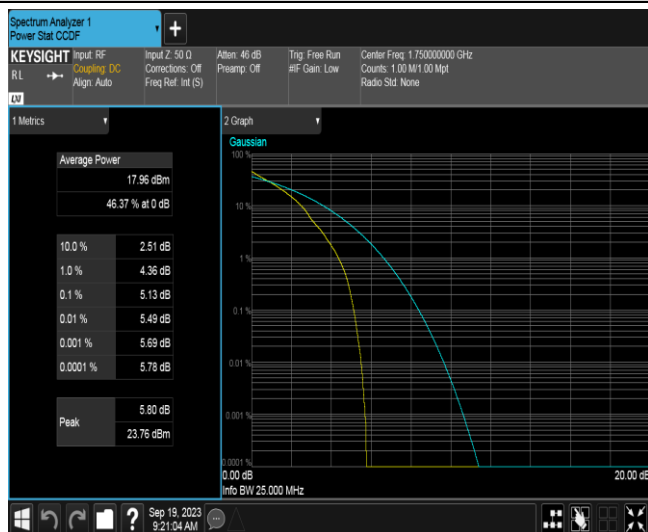 Spectrum Analyzer 1
Power Stat CCDF
KEYSIGHT
RL
LXI
Input: RF
Coupling: DC
Align: Auto
Input Z: 50 Ω
Corrections: Off
Freq Ref: Int (S)
Atten: 46 dB
Preamp: Off
Trig: Free Run
#IF Gain: Low
Center Freq: 1.750000000 GHz
Counts: 1.00 M/1.00 Mpt
Radio Std: None
1 Metrics
Average Power
17.96 dBm
46.37 % at 0 dB
10.0 % 2.51 dB
1.0 % 4.36 dB
0.1 % 5.13 dB
0.01 % 5.49 dB
0.001 % 5.69 dB
0.0001 % 5.78 dB
Peak
5.80 dB
23.76 dBm
2 Graph
Gaussian
100 %
10 %
1 %
0.1 %
0.01 %
0.001 %
0.0001 %
0.00 dB 20.00 dB
Info BW 25.000 MHz
?
Sep 19, 2023
9:21:04 AM